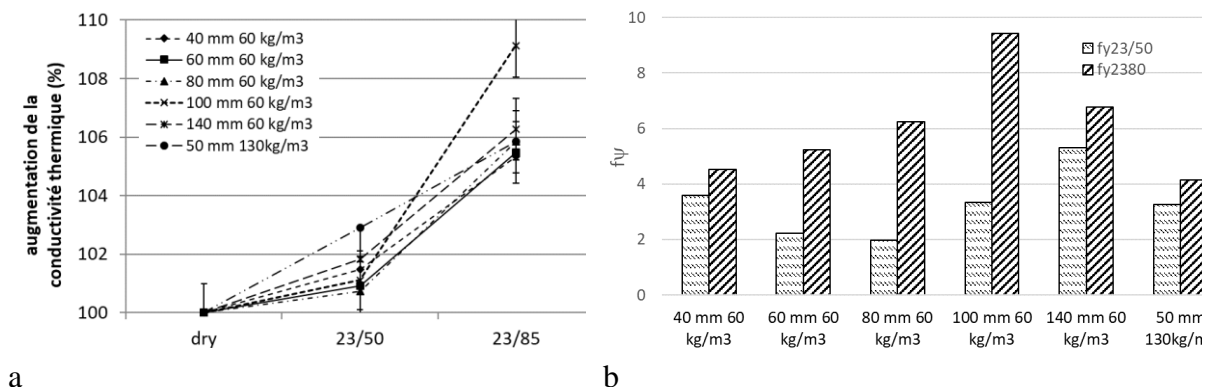 augmentation de la
conductivité thermique (%)
110
108
106
104
102
100
40 mm 60 kg/m3
60 mm 60 kg/m3
80 mm 60 kg/m3
100 mm 60 kg/m3
140 mm 60 kg/m3
50 mm 130kg/m3
dry
23/50
23/85
a
fψ
10
8
6
4
2
0
fy23/50
fy2380
40 mm 60
kg/m3
60 mm 60
kg/m3
80 mm 60
kg/m3
100 mm 60
kg/m3
140 mm 60
kg/m3
50 mm
130kg/m
b